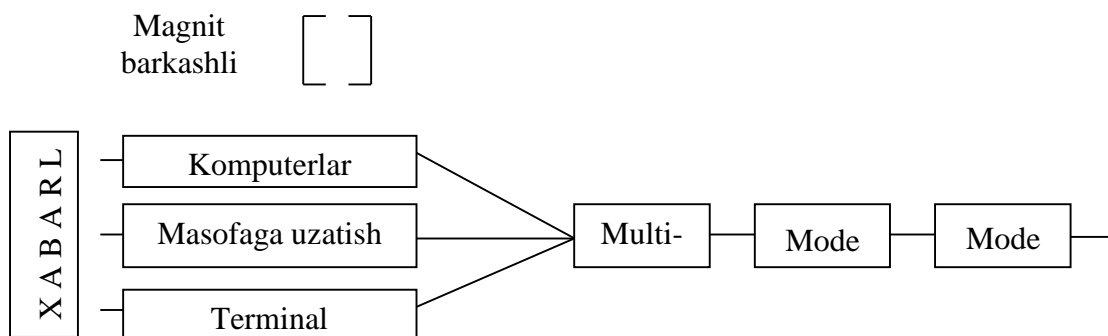 Magnit
barkashli
XABARL
Komputerlar
Masofaga uzatish
Terminal
Multi-
Mode
Mode